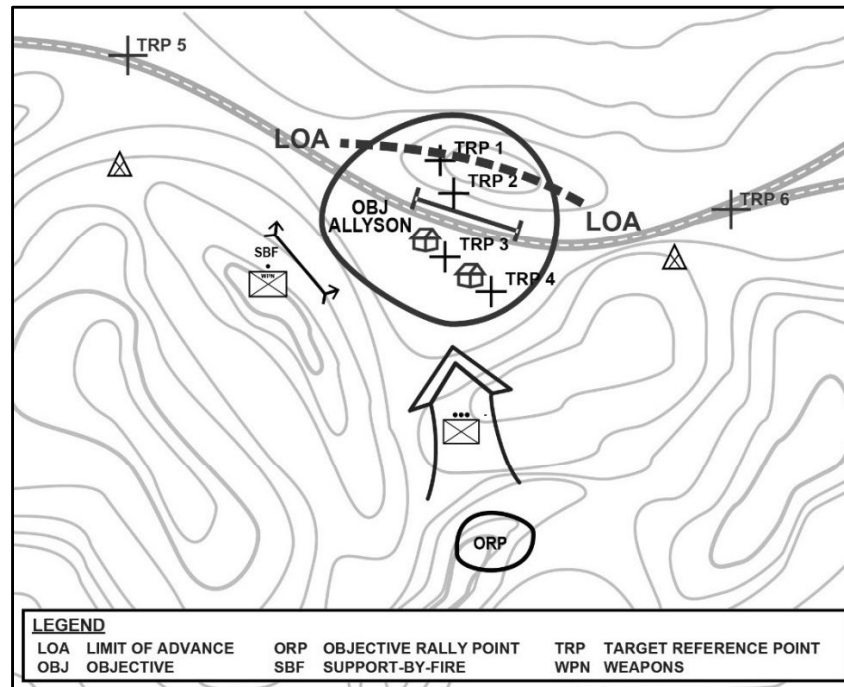 TRP 5
LOA
TRP 1
TRP 2
TRP 6
OBJ
ALLYSON
LOA
SBF
TRP 3
WPN
TRP 4
ORP
LEGEND
LOA LIMIT OF ADVANCE ORP OBJECTIVE RALLY POINT TRP TARGET REFERENCE POINT
OBJ OBJECTIVE SBF SUPPORT-BY-FIRE WPN WEAPONS